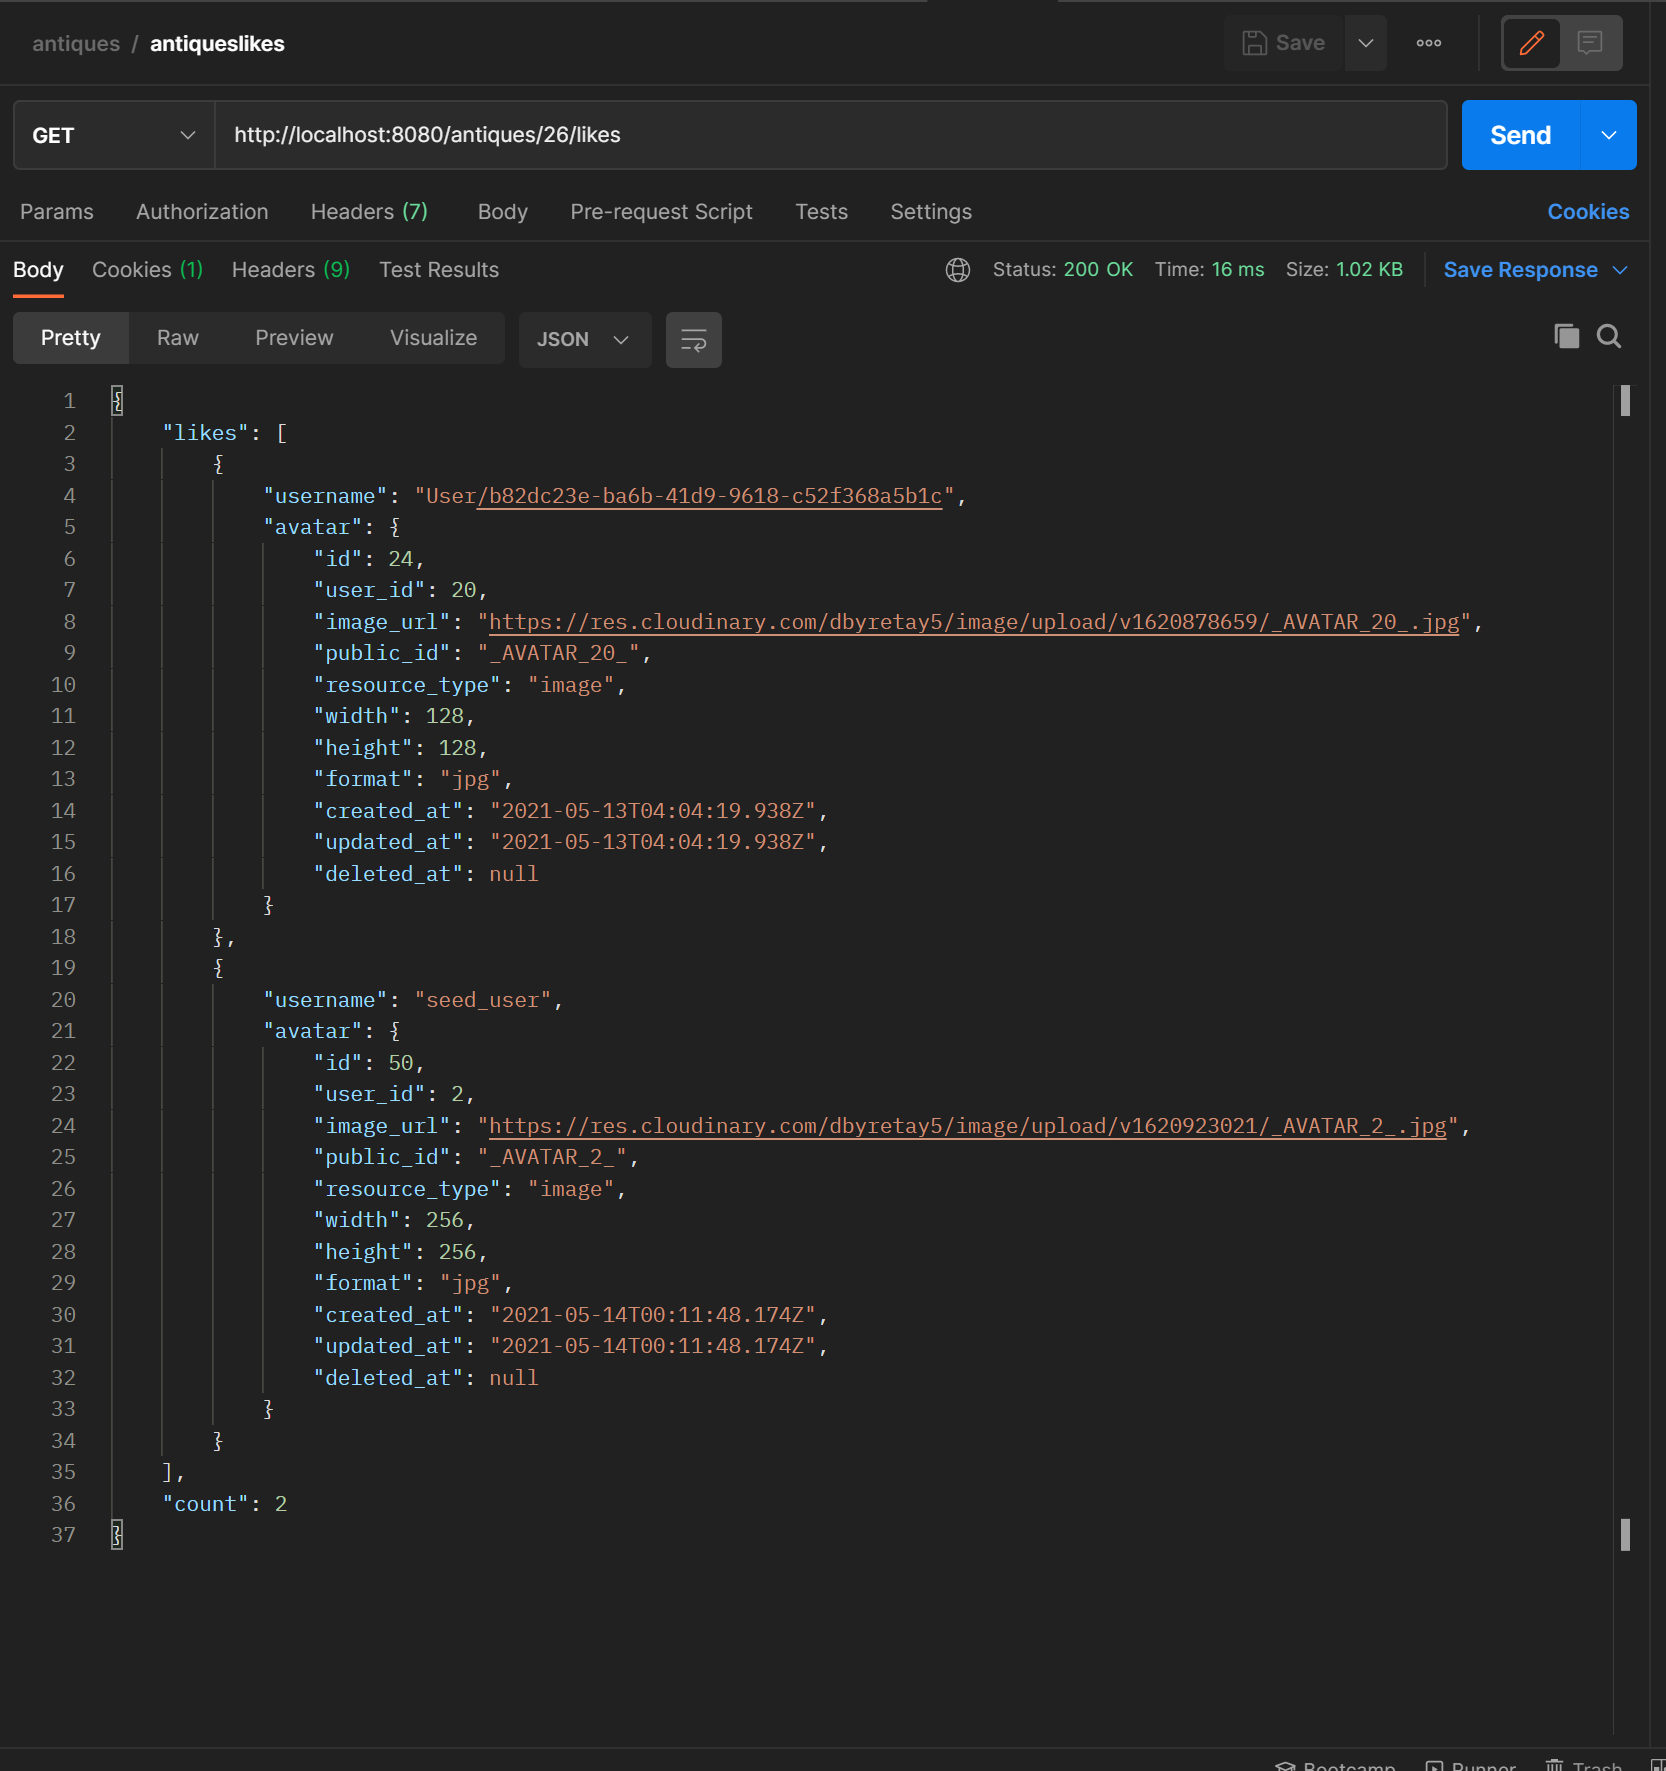 antiques / antiqueslikes
Save
GET
http://localhost:8080/antiques/26/likes
Send
Params Authorization Headers (7) Body Pre-request Script Tests Settings Cookies
Body Cookies (1) Headers (9) Test Results Status: 200 OK Time: 16 ms Size: 1.02 KB Save Response
Pretty Raw Preview Visualize JSON
1 {
2 "likes": [
3 {
4 "username": "User/b82dc23e-ba6b-41d9-9618-c52f368a5b1c",
5 "avatar": {
6 "id": 24,
7 "user_id": 20,
8 "image_url": "https://res.cloudinary.com/dbyretay5/image/upload/v1620878659/_AVATAR_20_.jpg",
9 "public_id": "_AVATAR_20_",
10 "resource_type": "image",
11 "width": 128,
12 "height": 128,
13 "format": "jpg",
14 "created_at": "2021-05-13T04:04:19.938Z",
15 "updated_at": "2021-05-13T04:04:19.938Z",
16 "deleted_at": null
17 }
18 },
19 {
20 "username": "seed_user",
21 "avatar": {
22 "id": 50,
23 "user_id": 2,
24 "image_url": "https://res.cloudinary.com/dbyretay5/image/upload/v1620923021/_AVATAR_2_.jpg",
25 "public_id": "_AVATAR_2_",
26 "resource_type": "image",
27 "width": 256,
28 "height": 256,
29 "format": "jpg",
30 "created_at": "2021-05-14T00:11:48.174Z",
31 "updated_at": "2021-05-14T00:11:48.174Z",
32 "deleted_at": null
33 }
34 }
35 ],
36 "count": 2
37 }
Bootcamp Runner Trash